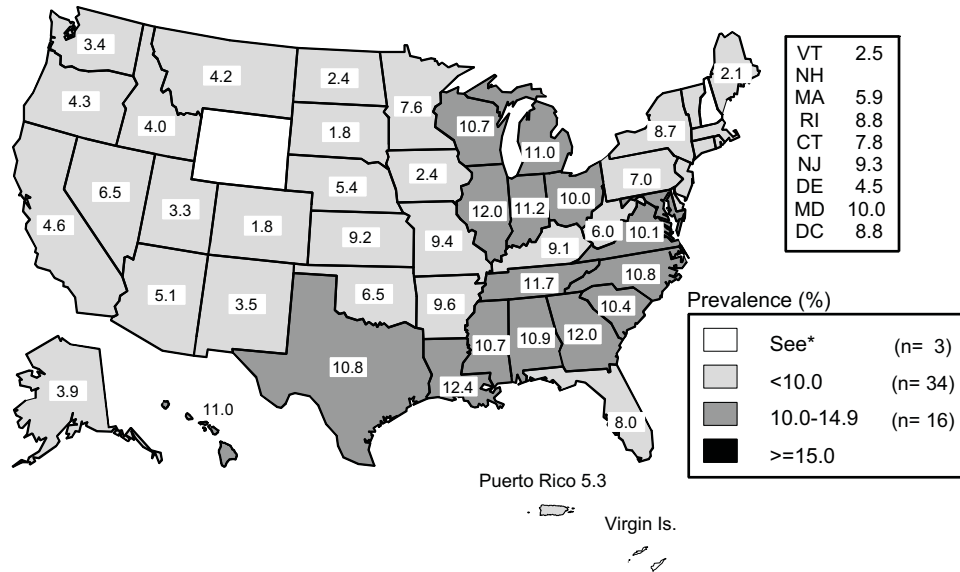 3.4
4.2
2.4
4.3
4.0
7.6
1.8
10.7
11.0
8.7
2.1
6.5
3.3
1.8
5.4
2.4
12.0
11.2
10.0
7.0
4.6
9.2
9.4
9.1
6.0
10.1
5.1
3.5
6.5
9.6
11.7
10.8
10.4
10.8
12.4
10.7
10.9
12.0
8.0
3.9
11.0
VT 2.5
NH
MA 5.9
RI 8.8
CT 7.8
NJ 9.3
DE 4.5
MD 10.0
DC 8.8
Prevalence (%)
See* (n= 3)
<10.0 (n= 34)
10.0-14.9 (n= 16)
>=15.0
Puerto Rico 5.3
Virgin Is.